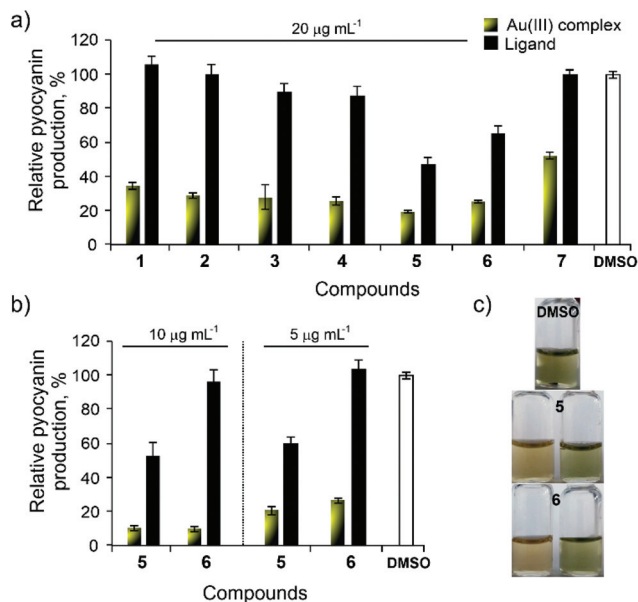 a)
20 μg mL⁻¹
Au(III) complex
Ligand
Relative pyocyanin
production, %
120
100
80
60
40
20
0
1 2 3 4 5 6 7 DMSO
Compounds
b)
10 μg mL⁻¹ 5 μg mL⁻¹
Relative pyocyanin
production, %
120
100
80
60
40
20
0
5 6 5 6 DMSO
Compounds
c)
DMSO
5
6